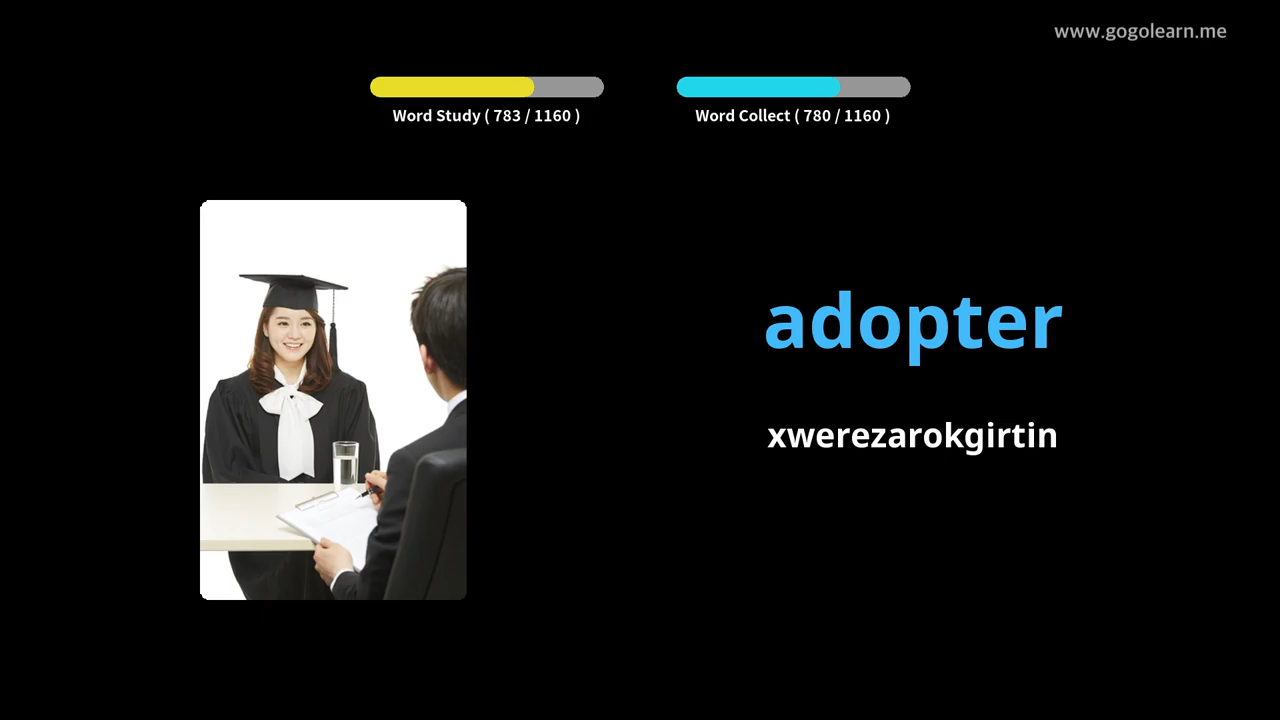 www.gogolearn.me
Word Study ( 783 / 1160 )
Word Collect ( 780 / 1160 )
adopter
xwerezarokgirtin